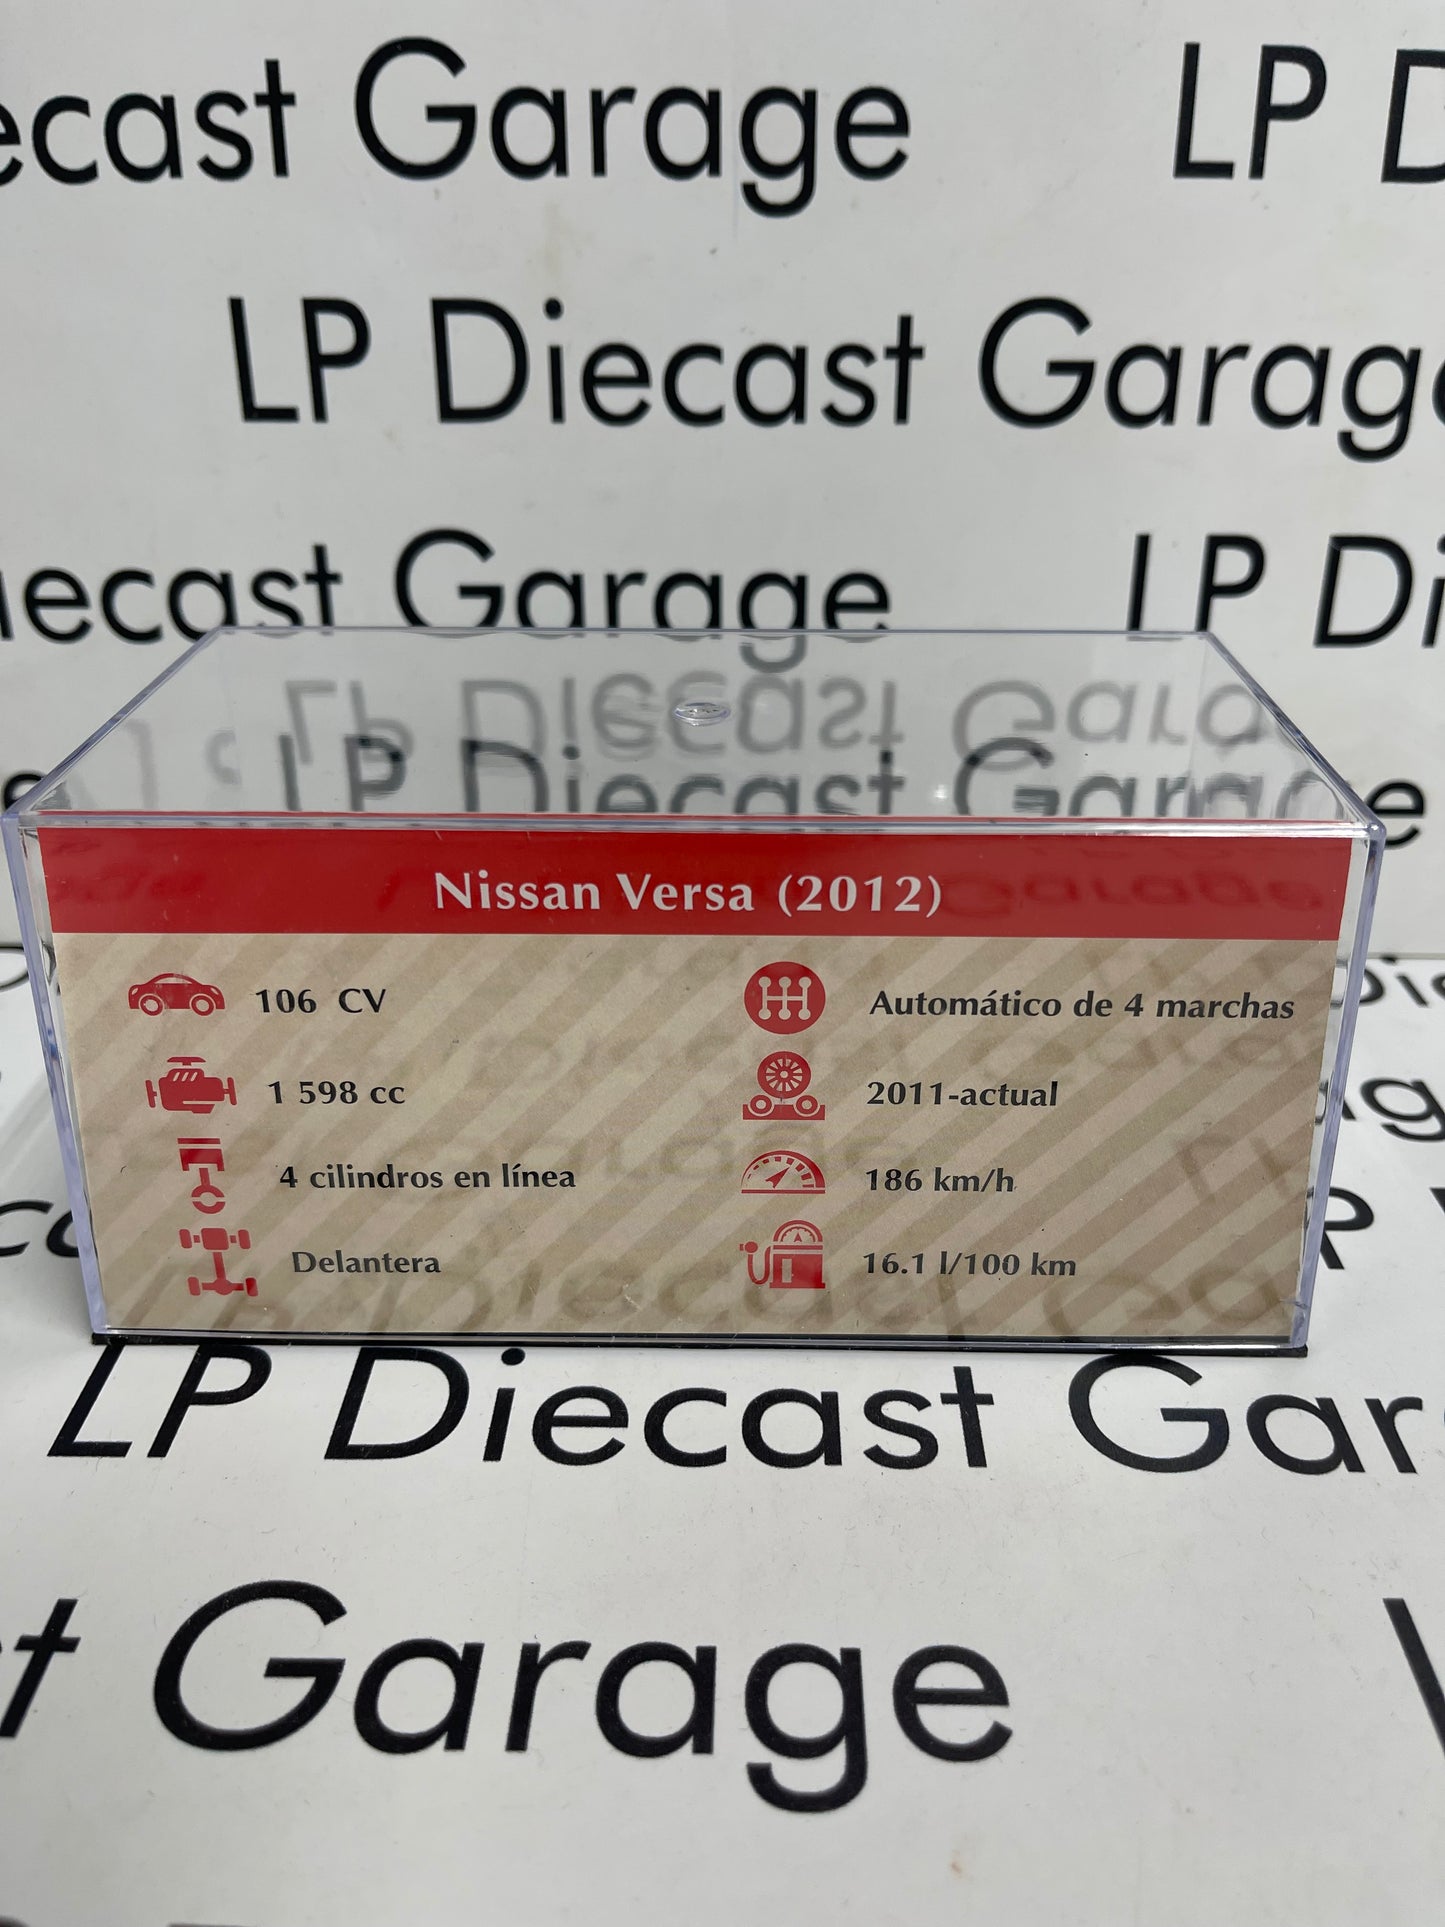 Diecast Garage LP D
LP Diecast Garage
Diecast Garage LP Di
LP Diecast Garage
Nissan Versa (2012)
106 CV
Automático de 4 marchas
1 598 cc
2011-actual
4 cilindros en línea
186 km/h
Delantera
16.1 l/100 km
LP Diecast Gar
t Garage